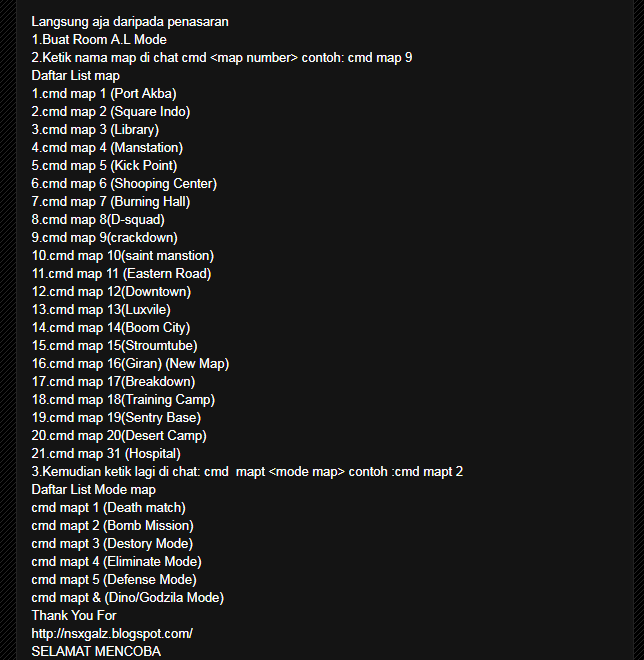 Langsung aja daripada penasaran
1.Buat Room A.L Mode
2.Ketik nama map di chat cmd <map number> contoh: cmd map 9
Daftar List map
1.cmd map 1 (Port Akba)
2.cmd map 2 (Square Indo)
3.cmd map 3 (Library)
4.cmd map 4 (Manstation)
5.cmd map 5 (Kick Point)
6.cmd map 6 (Shooping Center)
7.cmd map 7 (Burning Hall)
8.cmd map 8(D-squad)
9.cmd map 9(crackdown)
10.cmd map 10(saint manstion)
11.cmd map 11 (Eastern Road)
12.cmd map 12(Downtown)
13.cmd map 13(Luxvile)
14.cmd map 14(Boom City)
15.cmd map 15(Stroumtube)
16.cmd map 16(Giran) (New Map)
17.cmd map 17(Breakdown)
18.cmd map 18(Training Camp)
19.cmd map 19(Sentry Base)
20.cmd map 20(Desert Camp)
21.cmd map 31 (Hospital)
3.Kemudian ketik lagi di chat: cmd  mapt <mode map> contoh :cmd mapt 2
Daftar List Mode map
cmd mapt 1 (Death match)
cmd mapt 2 (Bomb Mission)
cmd mapt 3 (Destory Mode)
cmd mapt 4 (Eliminate Mode)
cmd mapt 5 (Defense Mode)
cmd mapt & (Dino/Godzila Mode)
Thank You For
http://nsxgalz.blogspot.com/
SELAMAT MENCOBA